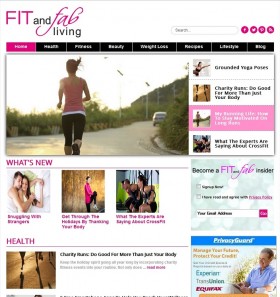 FIT and fab
living
Search...
Home Health Fitness Beauty Weight Loss Recipes Lifestyle Blog
Grounded Yoga Poses
Charity Runs: Do Good
For More Than Just
Your Body
My Running Life: How
To Stay Motivated On
Long Runs
What The Experts Are
Saying About CrossFit
WHAT'S NEW
Snuggling With
Strangers
Get Through The
Holidays By Thanking
Your Body
What The Experts Are
Saying About CrossFit
Become a FIT and fab insider
Signup Now!
I have read and agree with Privacy Policy
Your Email Address
GO
PrivacyGuard
Manage Your Future,
Protect Your Credit
Experian
TransUnion
EQUIFAX
HEALTH
Charity Runs: Do Good For More Than Just Your Body
read more